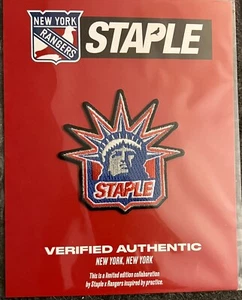 NEW YORK
RANGERS
STAPLE
STAPLE
VERIFIED AUTHENTIC
NEW YORK, NEW YORK
This is a limited edition collaboration
by Staple x Rangers inspired by practice.